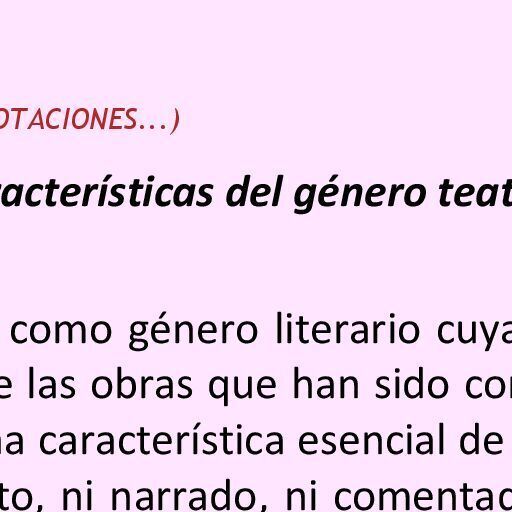 OTACIONES...)
racterísticas del género teat
como género literario cuya
e las obras que han sido con
na característica esencial de
to, ni narrado, ni comentad